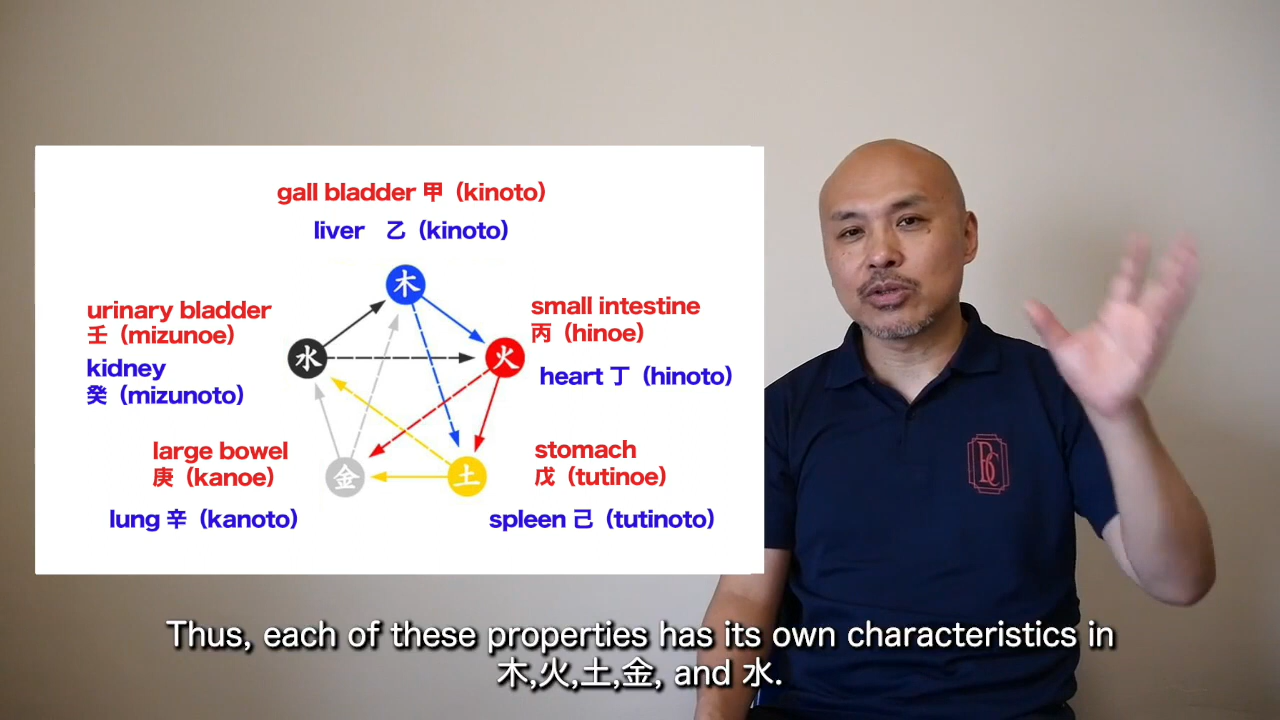 gall bladder 甲（kinoto）
liver 乙（kinoto）
木
urinary bladder
壬（mizunoe）
kidney
癸（mizunoto）
水
火
small intestine
丙（hinoe）
heart 丁（hinoto）
large bowel
庚（kanoe）
lung 辛（kanoto）
金
土
stomach
戊（tutinoe）
spleen 己（tutinoto）
BC
Thus, each of these properties has its own characteristics in
木,火,土,金, and 水.